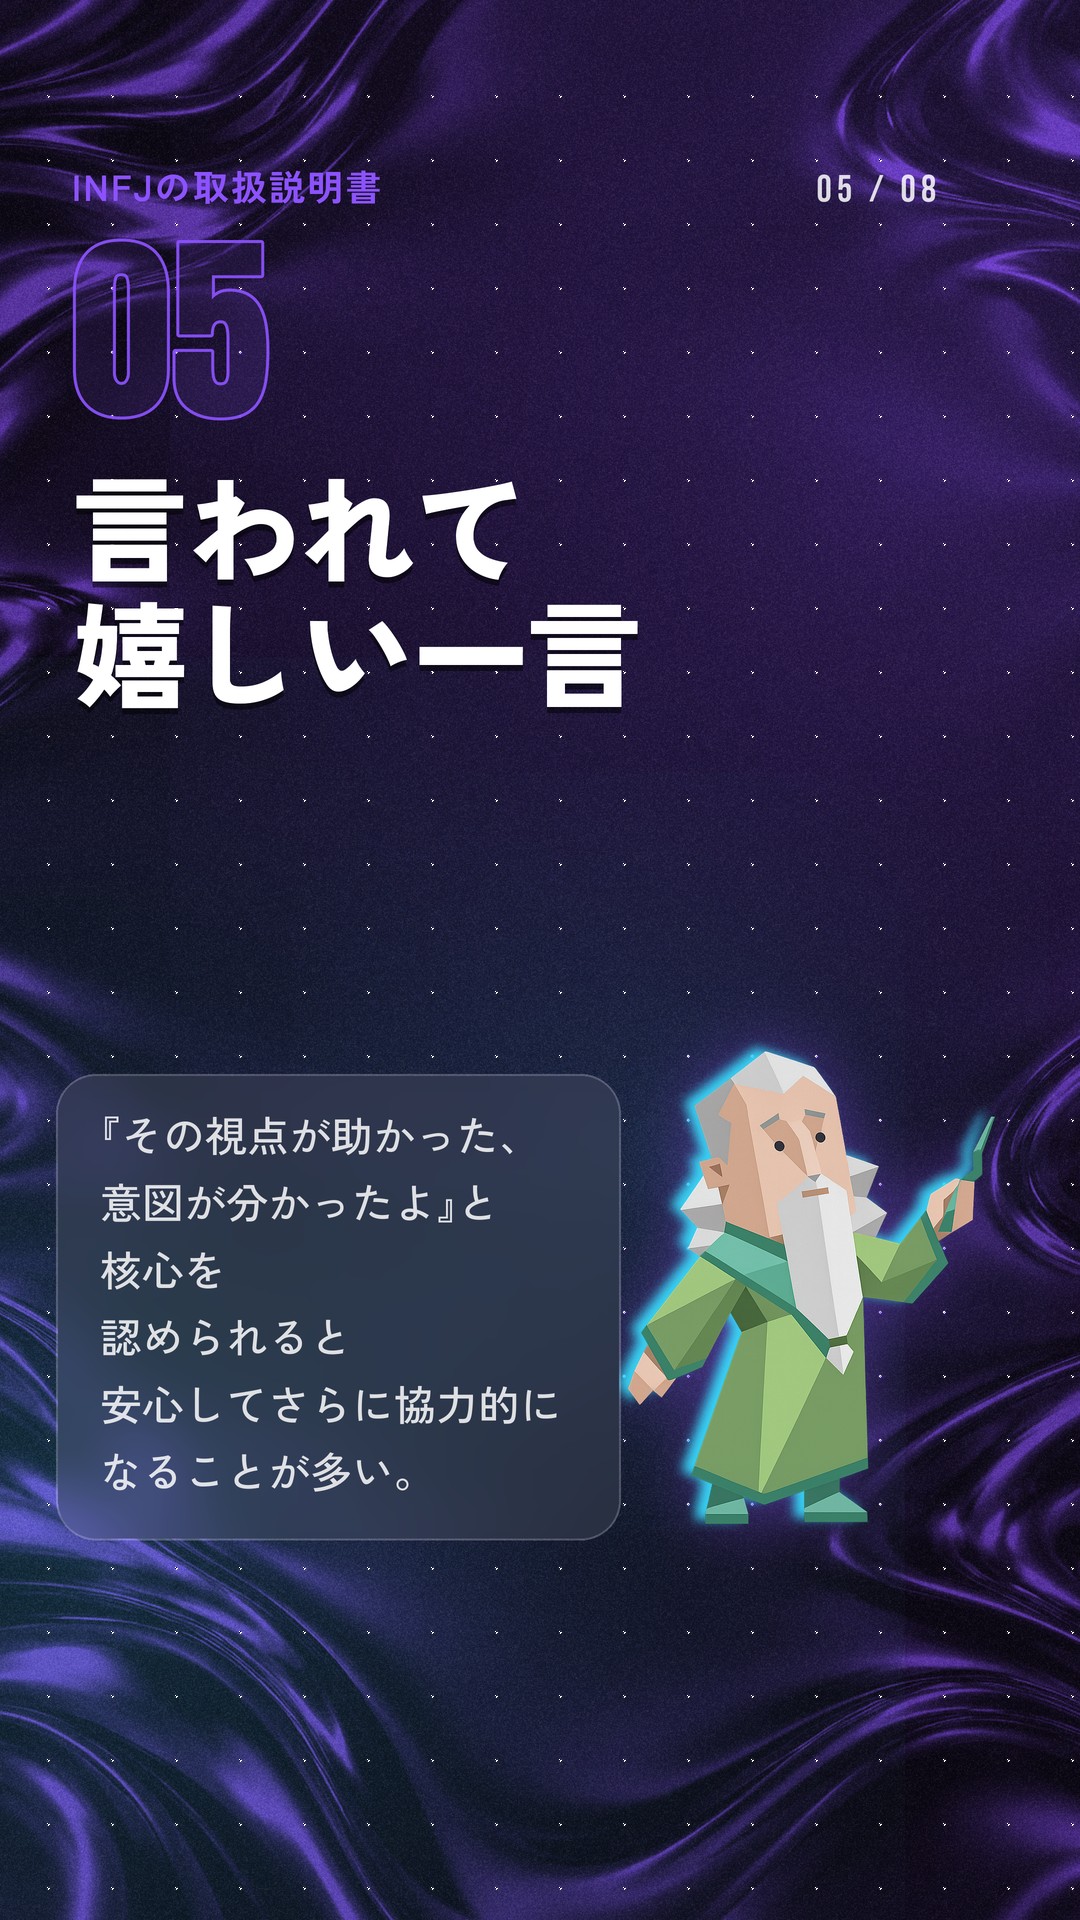 INFJの取扱説明書
05 / 08
05
言われて
嬉しい一言
『その視点が助かった、
意図が分かったよ』と
核心を
認められると
安心してさらに協力的に
なることが多い。